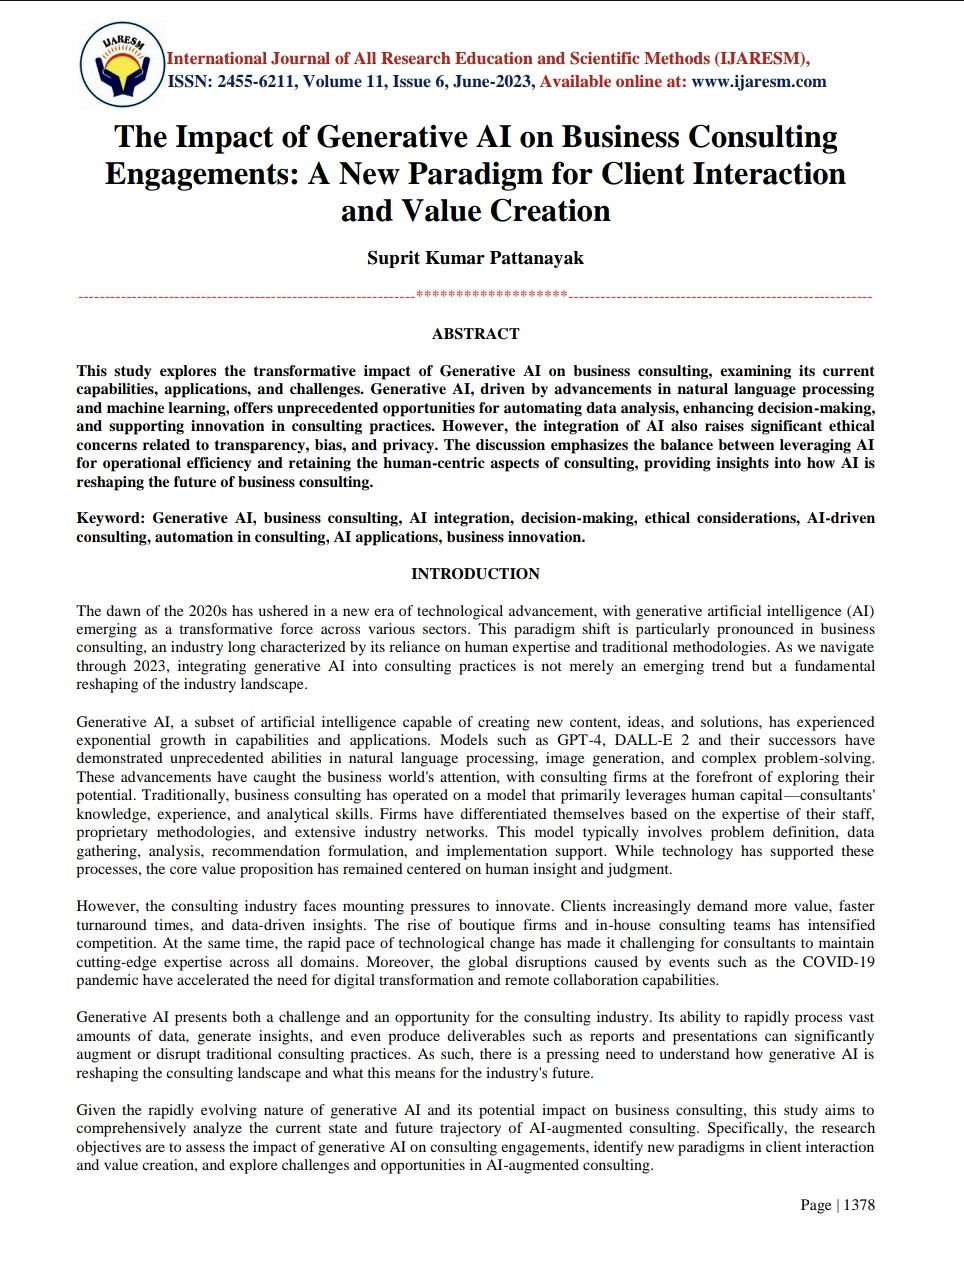 IJARESM
International Journal of All Research Education and Scientific Methods (IJARESM),
ISSN: 2455-6211, Volume 11, Issue 6, June-2023, Available online at: www.ijaresm.com
The Impact of Generative AI on Business Consulting
Engagements: A New Paradigm for Client Interaction
and Value Creation
Suprit Kumar Pattanayak
*******************
ABSTRACT
This study explores the transformative impact of Generative AI on business consulting, examining its current
capabilities, applications, and challenges. Generative AI, driven by advancements in natural language processing
and machine learning, offers unprecedented opportunities for automating data analysis, enhancing decision-making,
and supporting innovation in consulting practices. However, the integration of AI also raises significant ethical
concerns related to transparency, bias, and privacy. The discussion emphasizes the balance between leveraging AI
for operational efficiency and retaining the human-centric aspects of consulting, providing insights into how AI is
reshaping the future of business consulting.
Keyword: Generative AI, business consulting, AI integration, decision-making, ethical considerations, AI-driven
consulting, automation in consulting, AI applications, business innovation.
INTRODUCTION
The dawn of the 2020s has ushered in a new era of technological advancement, with generative artificial intelligence (AI)
emerging as a transformative force across various sectors. This paradigm shift is particularly pronounced in business
consulting, an industry long characterized by its reliance on human expertise and traditional methodologies. As we navigate
through 2023, integrating generative AI into consulting practices is not merely an emerging trend but a fundamental
reshaping of the industry landscape.
Generative AI, a subset of artificial intelligence capable of creating new content, ideas, and solutions, has experienced
exponential growth in capabilities and applications. Models such as GPT-4, DALL-E 2 and their successors have
demonstrated unprecedented abilities in natural language processing, image generation, and complex problem-solving.
These advancements have caught the business world's attention, with consulting firms at the forefront of exploring their
potential. Traditionally, business consulting has operated on a model that primarily leverages human capital—consultants'
knowledge, experience, and analytical skills. Firms have differentiated themselves based on the expertise of their staff,
proprietary methodologies, and extensive industry networks. This model typically involves problem definition, data
gathering, analysis, recommendation formulation, and implementation support. While technology has supported these
processes, the core value proposition has remained centered on human insight and judgment.
However, the consulting industry faces mounting pressures to innovate. Clients increasingly demand more value, faster
turnaround times, and data-driven insights. The rise of boutique firms and in-house consulting teams has intensified
competition. At the same time, the rapid pace of technological change has made it challenging for consultants to maintain
cutting-edge expertise across all domains. Moreover, the global disruptions caused by events such as the COVID-19
pandemic have accelerated the need for digital transformation and remote collaboration capabilities.
Generative AI presents both a challenge and an opportunity for the consulting industry. Its ability to rapidly process vast
amounts of data, generate insights, and even produce deliverables such as reports and presentations can significantly
augment or disrupt traditional consulting practices. As such, there is a pressing need to understand how generative AI is
reshaping the consulting landscape and what this means for the industry's future.
Given the rapidly evolving nature of generative AI and its potential impact on business consulting, this study aims to
comprehensively analyze the current state and future trajectory of AI-augmented consulting. Specifically, the research
objectives are to assess the impact of generative AI on consulting engagements, identify new paradigms in client interaction
and value creation, and explore challenges and opportunities in AI-augmented consulting.
Page | 1378